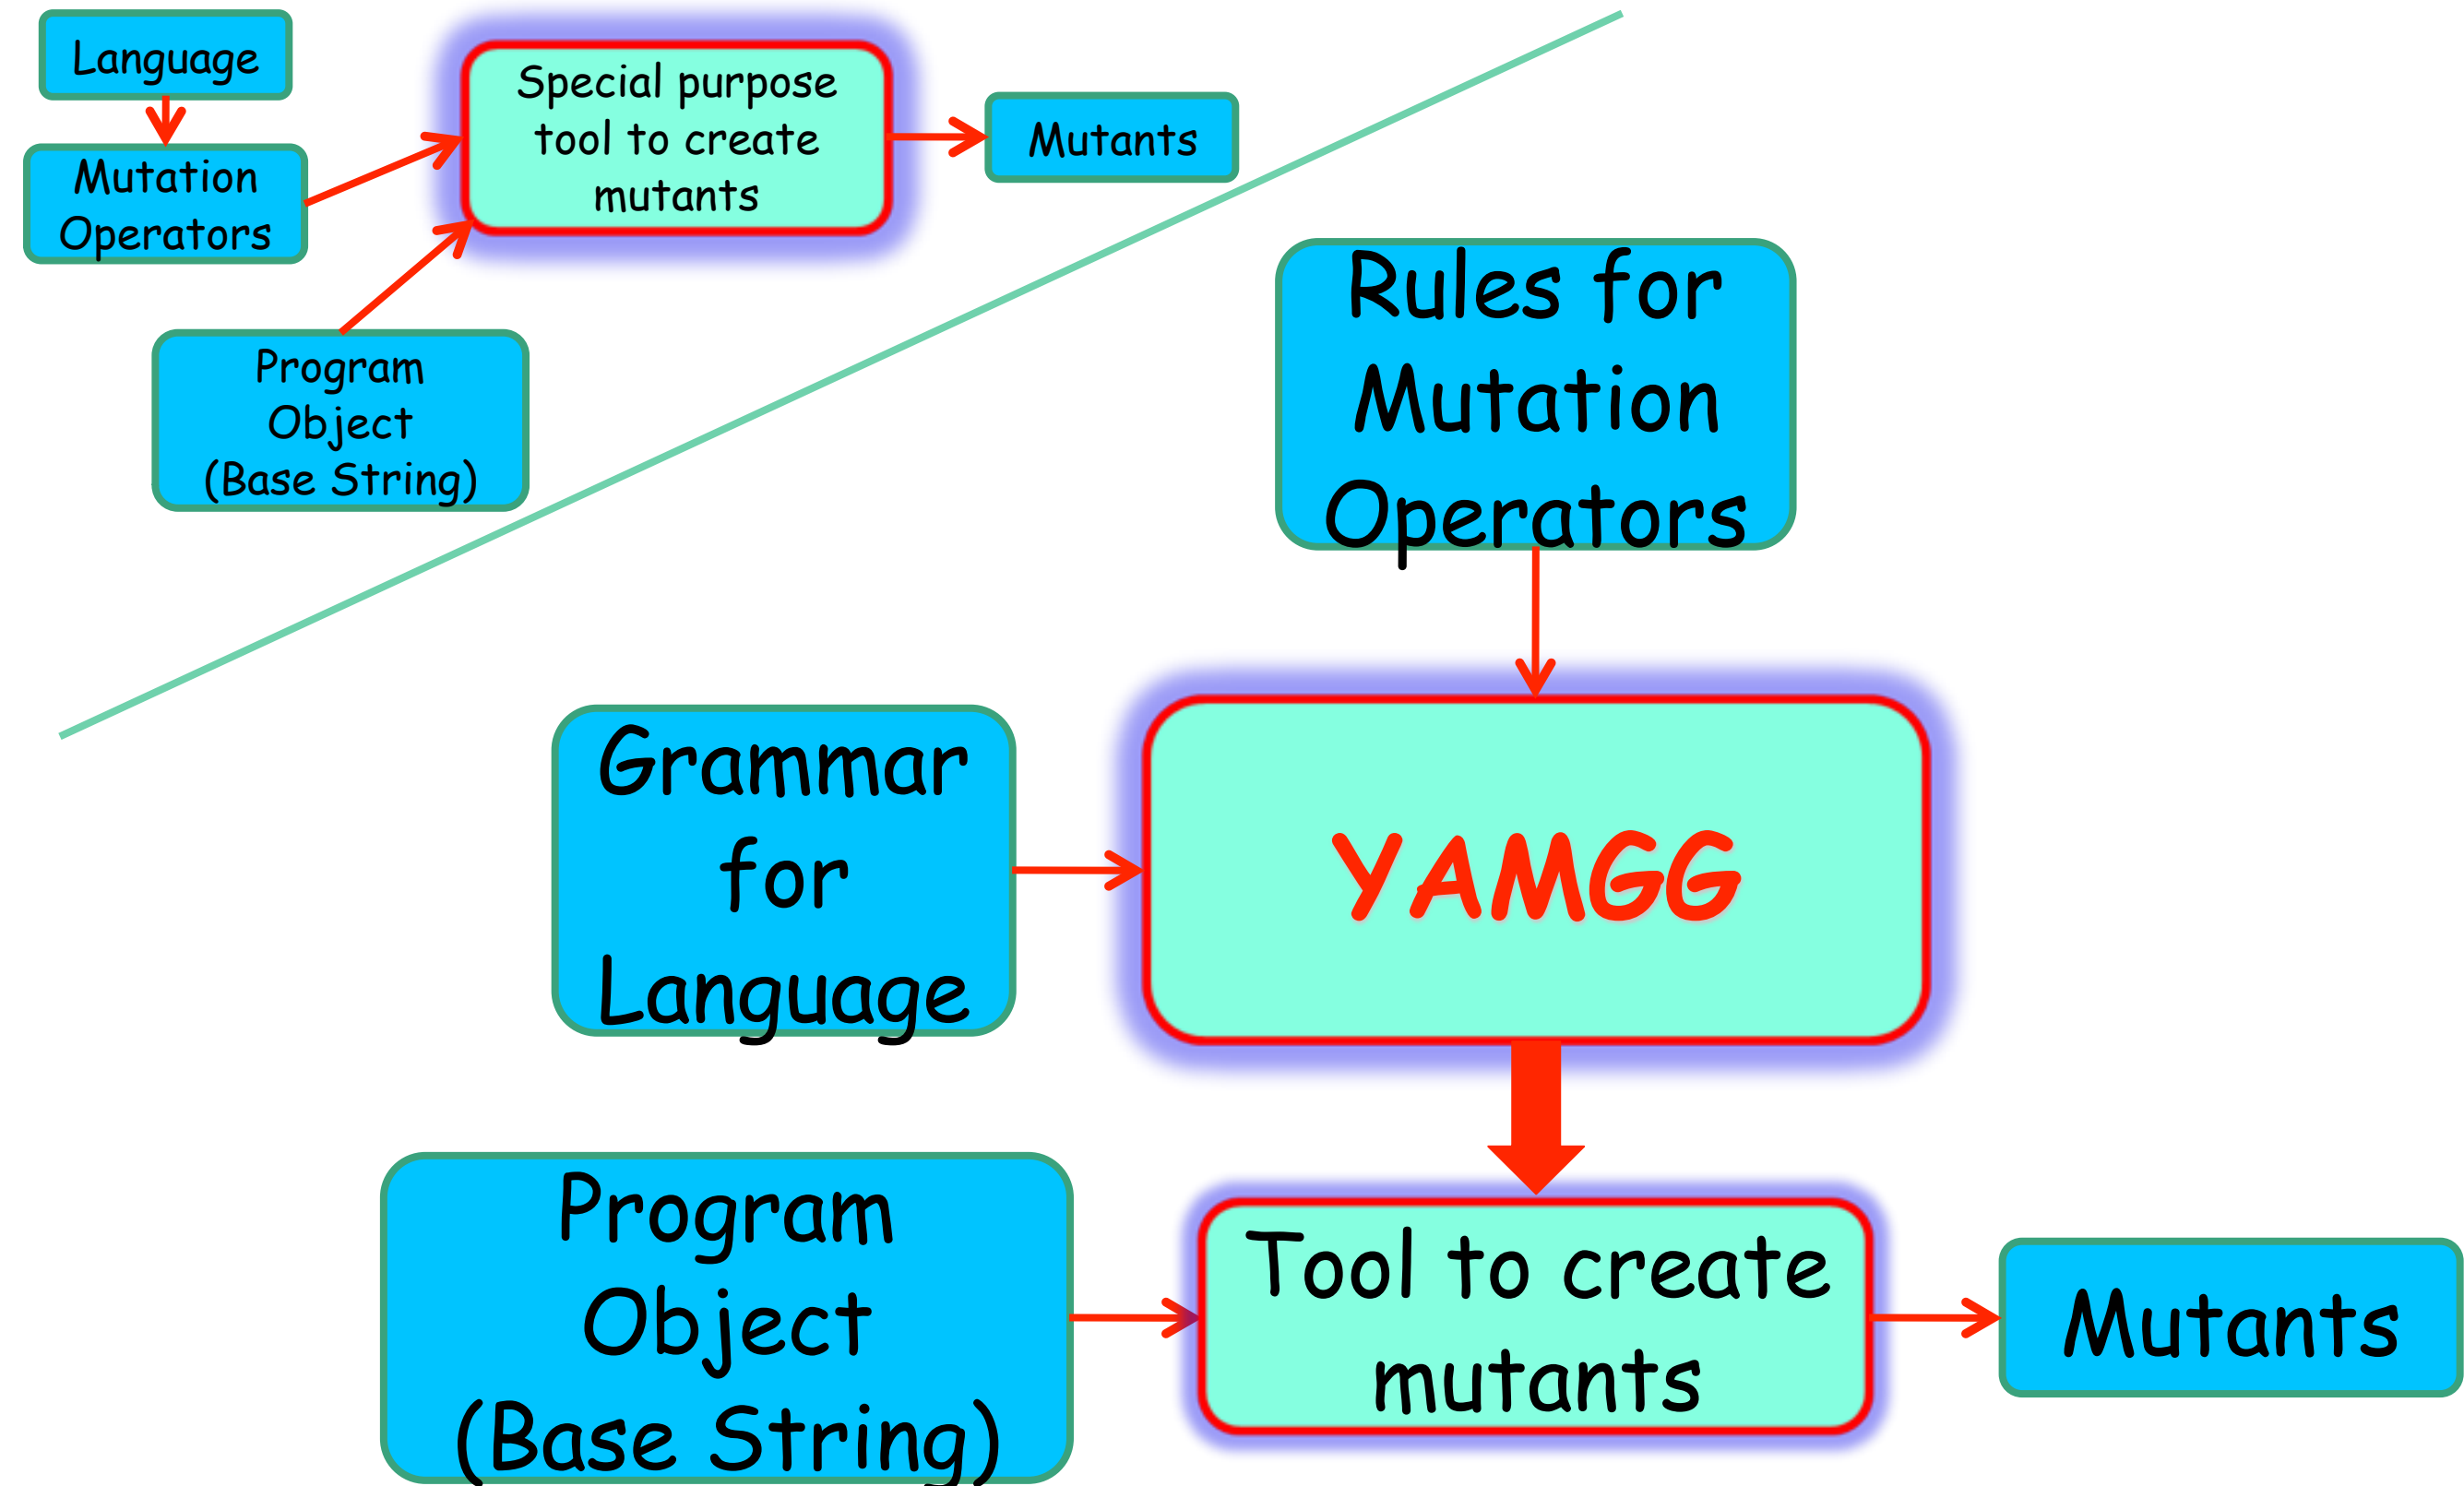 Language
Mutation
Operators
Special purpose
tool to create
mutants
Mutants
Program
Object
(Base String)
Rules for
Mutation
Operators
Grammar
for
Language
YAMGG
Program
Object
(Base String)
Tool to create
mutants
Mutants